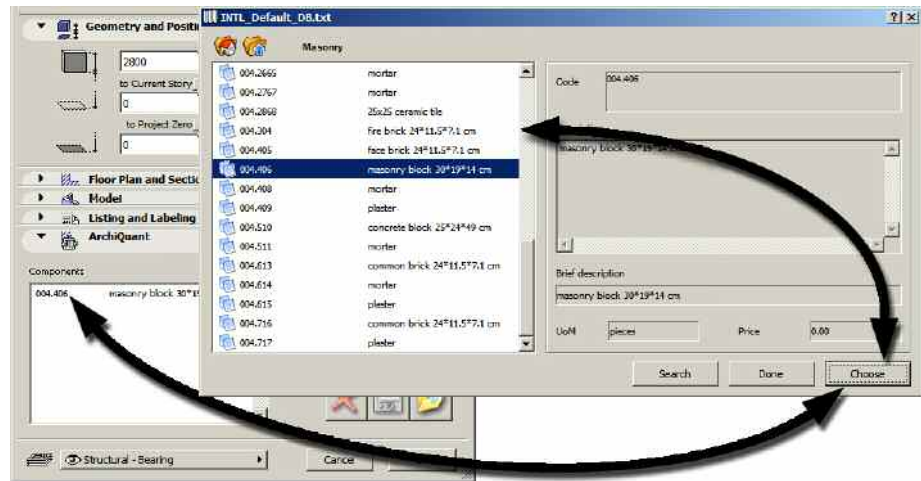 Geometry and Positi
2800
to Current Story
0
to Project Zero
0
Floor Plan and Sectic
Model
Listing and Labeling
ArchiQuant
Components
004.406 masonry block 30*1
Structural - Bearing
Cance
INTL_Default_DB.txt
Masonry
004.2665 mortar
004.2767 mortar
004.2868 25x25 ceramic tile
004.304 fire brick 24*11.5*7.1 cm
004.405 face brick 24*11.5*7.1 cm
004.406 masonry block 30*19*14 cm
004.408 mortar
004.409 plaster
004.510 concrete block 25*24*49 cm
004.511 mortar
004.613 common brick 24*11.5*7.1 cm
004.614 mortar
004.615 plaster
004.716 common brick 24*11.5*7.1 cm
004.717 plaster
Code 004.406
masonry block 30*19*14 cm
Brief description
masonry block 30*19*14 cm
UoM pieces Price 0.00
Search Done Choose